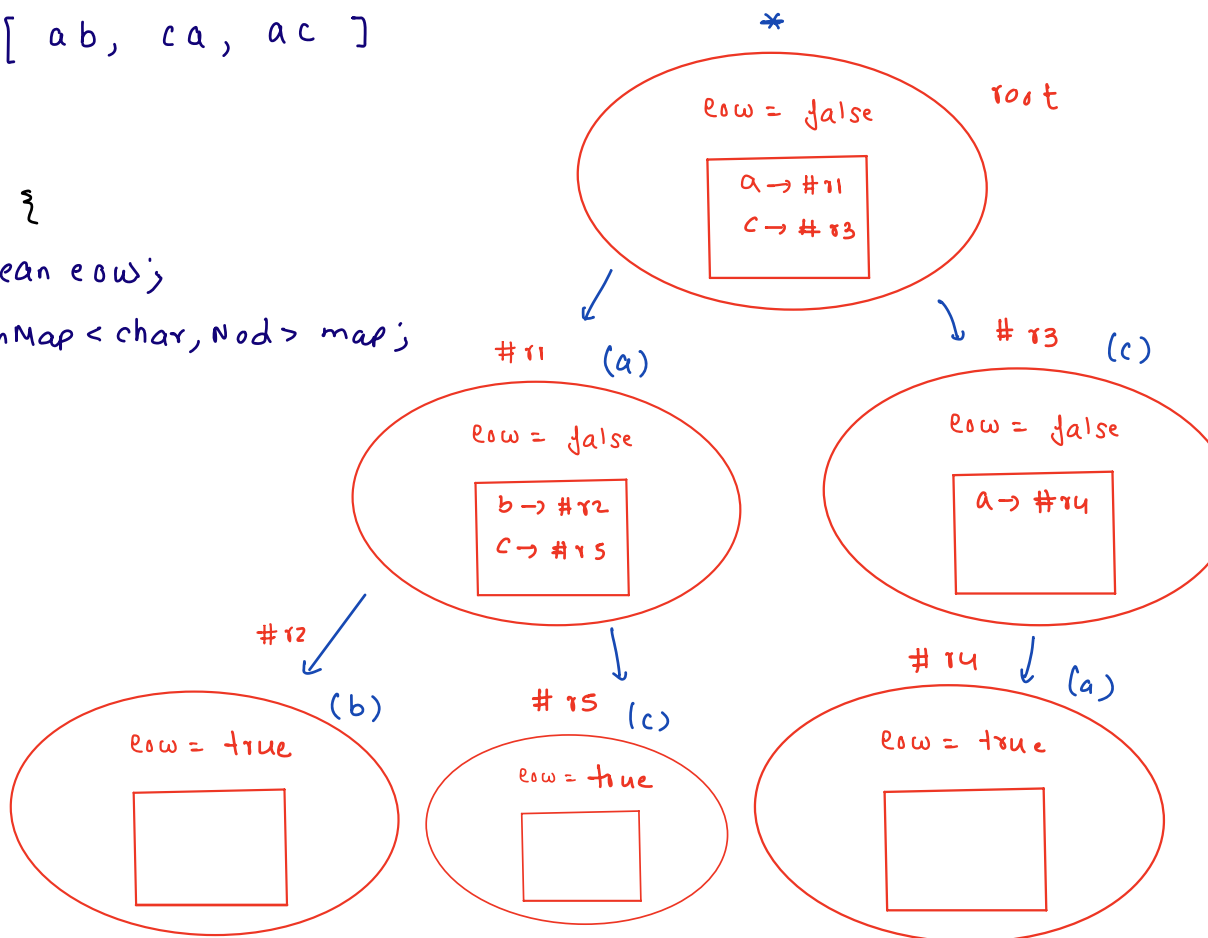 [ ab, ca, ac ]
*
root
eow = false
a → #r1
c → #r3
{
ean eow;
Map < char, Nod > map;
#r1 (a)
eow = false
b → #r2
c → #r5
#r3 (c)
eow = false
a → #r4
#r2
(b)
eow = true
#r5 (c)
eow = true
#r4 (a)
eow = true